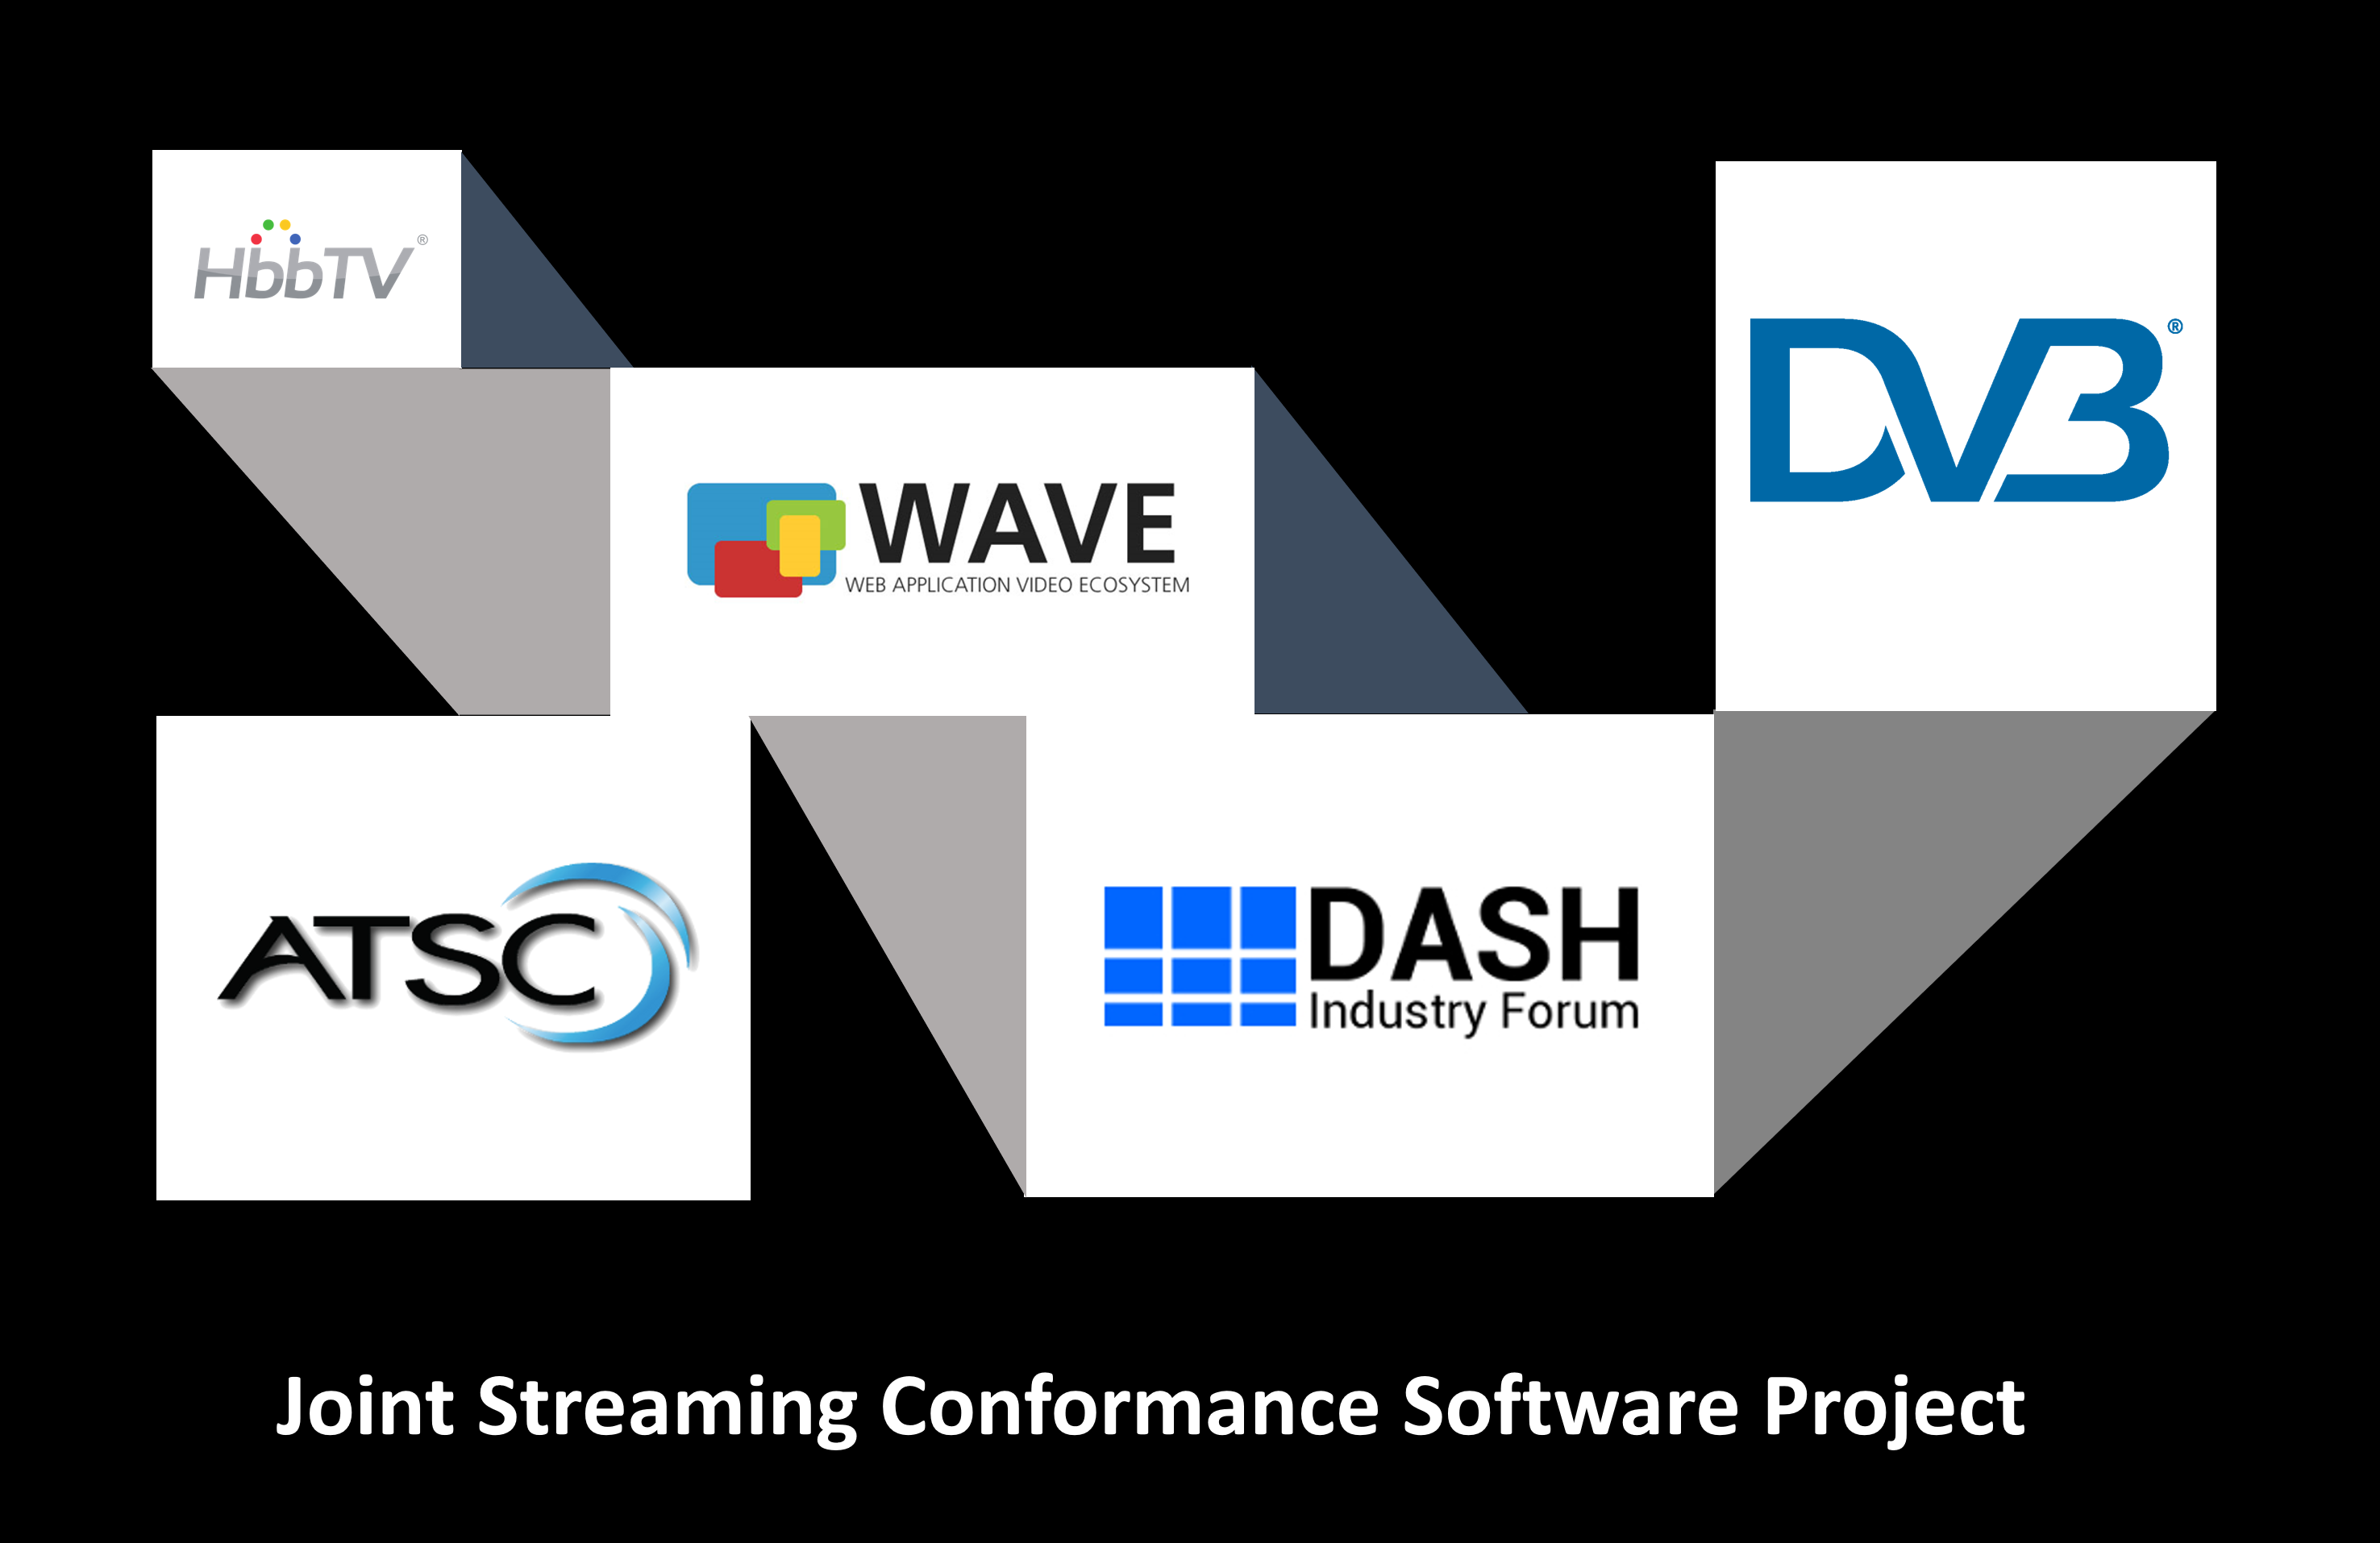 HbbTV®
DVB®
WAVE
WEB APPLICATION VIDEO ECOSYSTEM
ATSC
DASH
Industry Forum
Joint Streaming Conformance Software Project